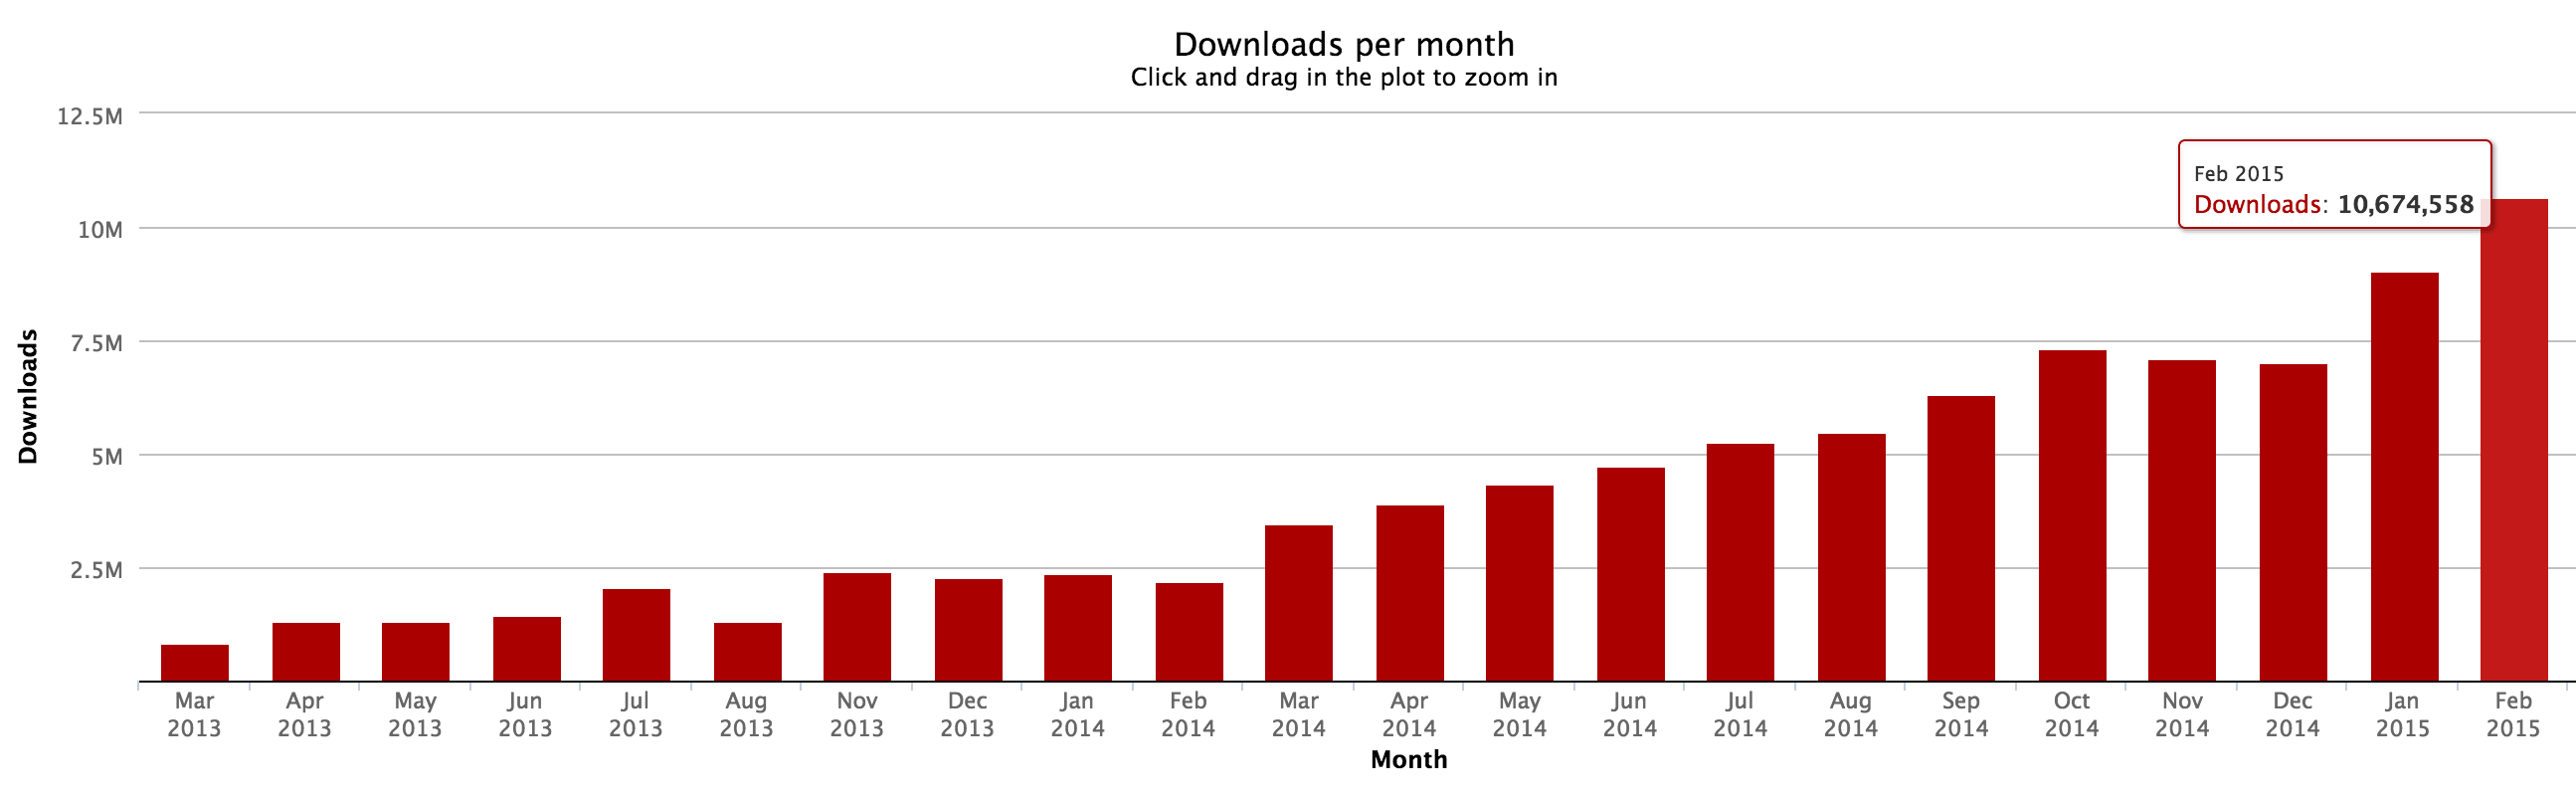 Downloads per month
Click and drag in the plot to zoom in
12.5M
10M
7.5M
5M
2.5M
Downloads
Feb 2015
Downloads: 10,674,558
Mar 2013
Apr 2013
May 2013
Jun 2013
Jul 2013
Aug 2013
Nov 2013
Dec 2013
Jan 2014
Feb 2014
Mar 2014
Apr 2014
May 2014
Jun 2014
Jul 2014
Aug 2014
Sep 2014
Oct 2014
Nov 2014
Dec 2014
Jan 2015
Feb 2015
Month